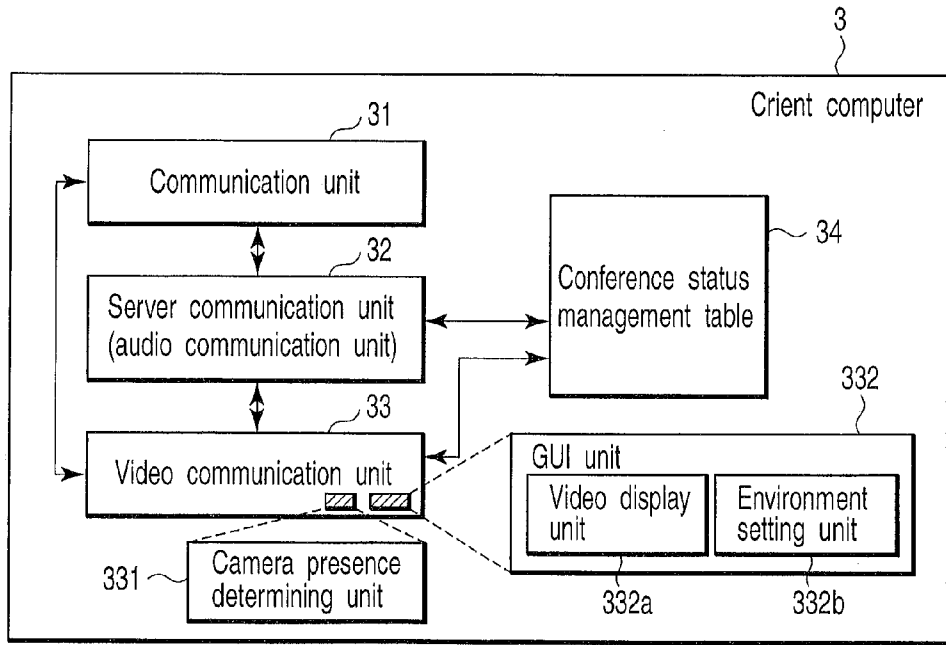 3
Crient computer
31
Communication unit
32
Server communication unit
(audio communication unit)
34
Conference status
management table
33
Video communication unit
332
GUI unit
Video display
unit
Environment
setting unit
332a
332b
331
Camera presence
determining unit